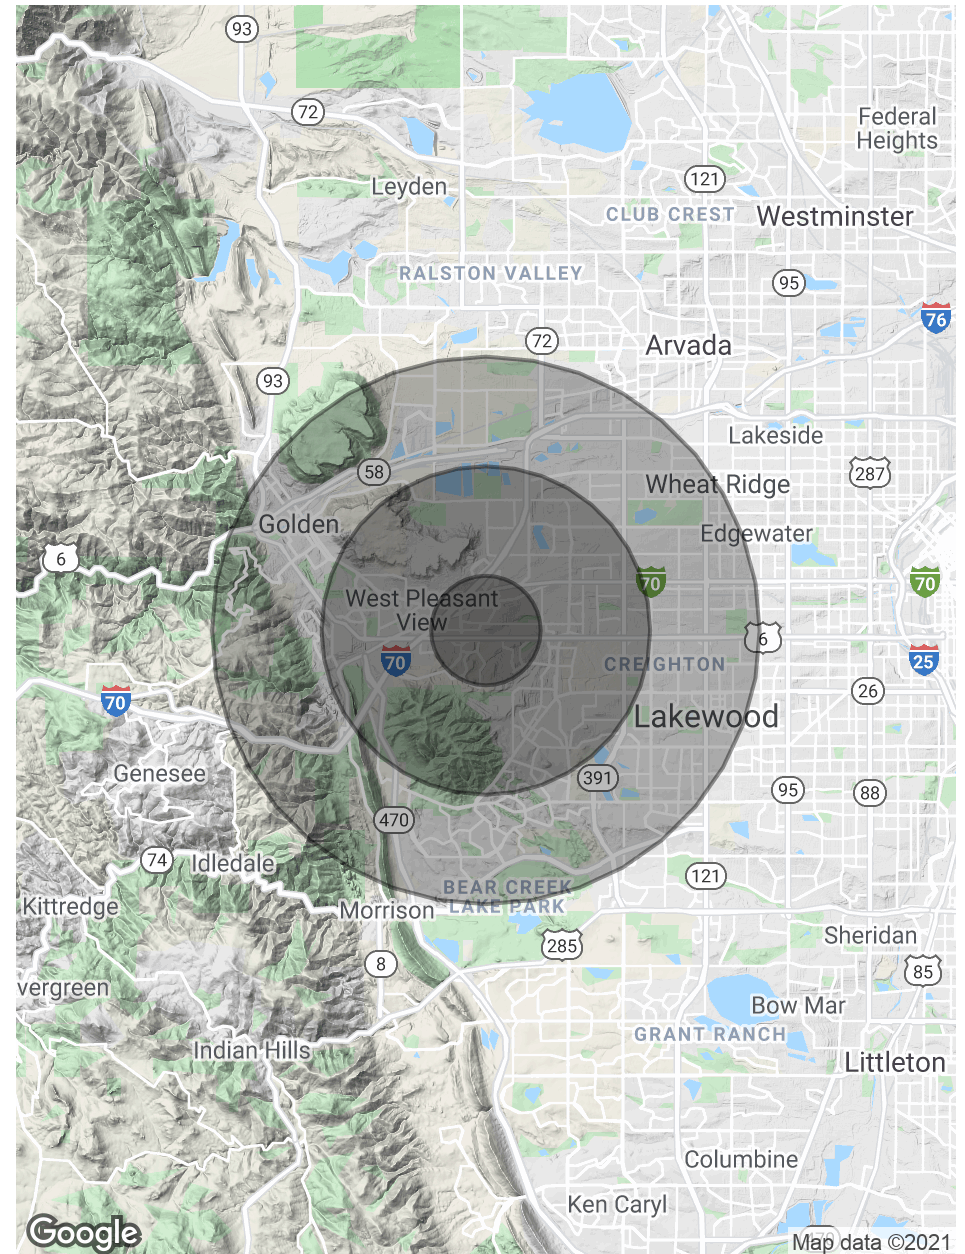 93
72
Federal
Heights
121
Leyden
CLUB CREST
Westminster
RALSTON VALLEY
95
76
72
Arvada
93
Lakeside
58
287
Wheat Ridge
Golden
Edgewater
6
70
70
West Pleasant
View
6
70
CREIGHTON
25
26
70
Lakewood
Genesee
391
95
88
470
74
Idledale
121
BEAR CREEK
LAKE PARK
Kittredge
Morrison
285
Sheridan
8
85
vergreen
Bow Mar
GRANT RANCH
Indian Hills
Littleton
Columbine
Ken Caryl
Google
Map data ©2021